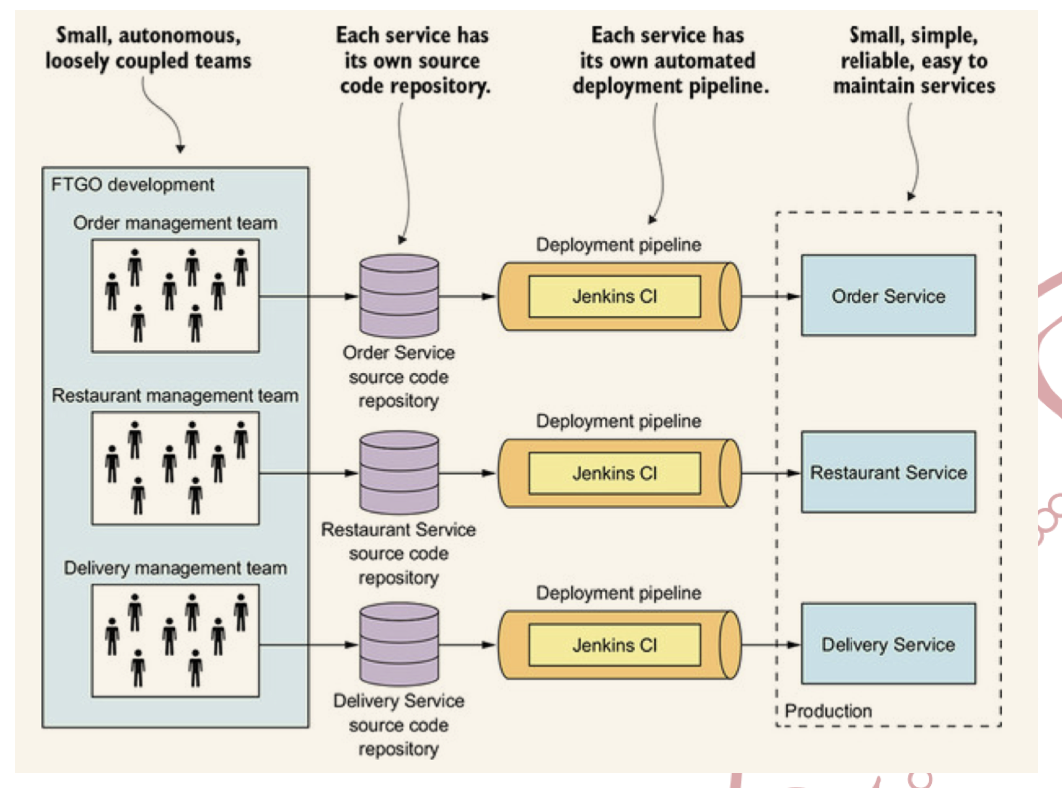 Small, autonomous,
loosely coupled teams
Each service has
its own source
code repository.
Each service has
its own automated
deployment pipeline.
Small, simple,
reliable, easy to
maintain services
FTGO development
Order management team
Order Service
source code
repository
Deployment pipeline
Jenkins CI
Order Service
Restaurant management team
Restaurant Service
source code
repository
Deployment pipeline
Jenkins CI
Restaurant Service
Delivery management team
Delivery Service
source code
repository
Deployment pipeline
Jenkins CI
Delivery Service
Production